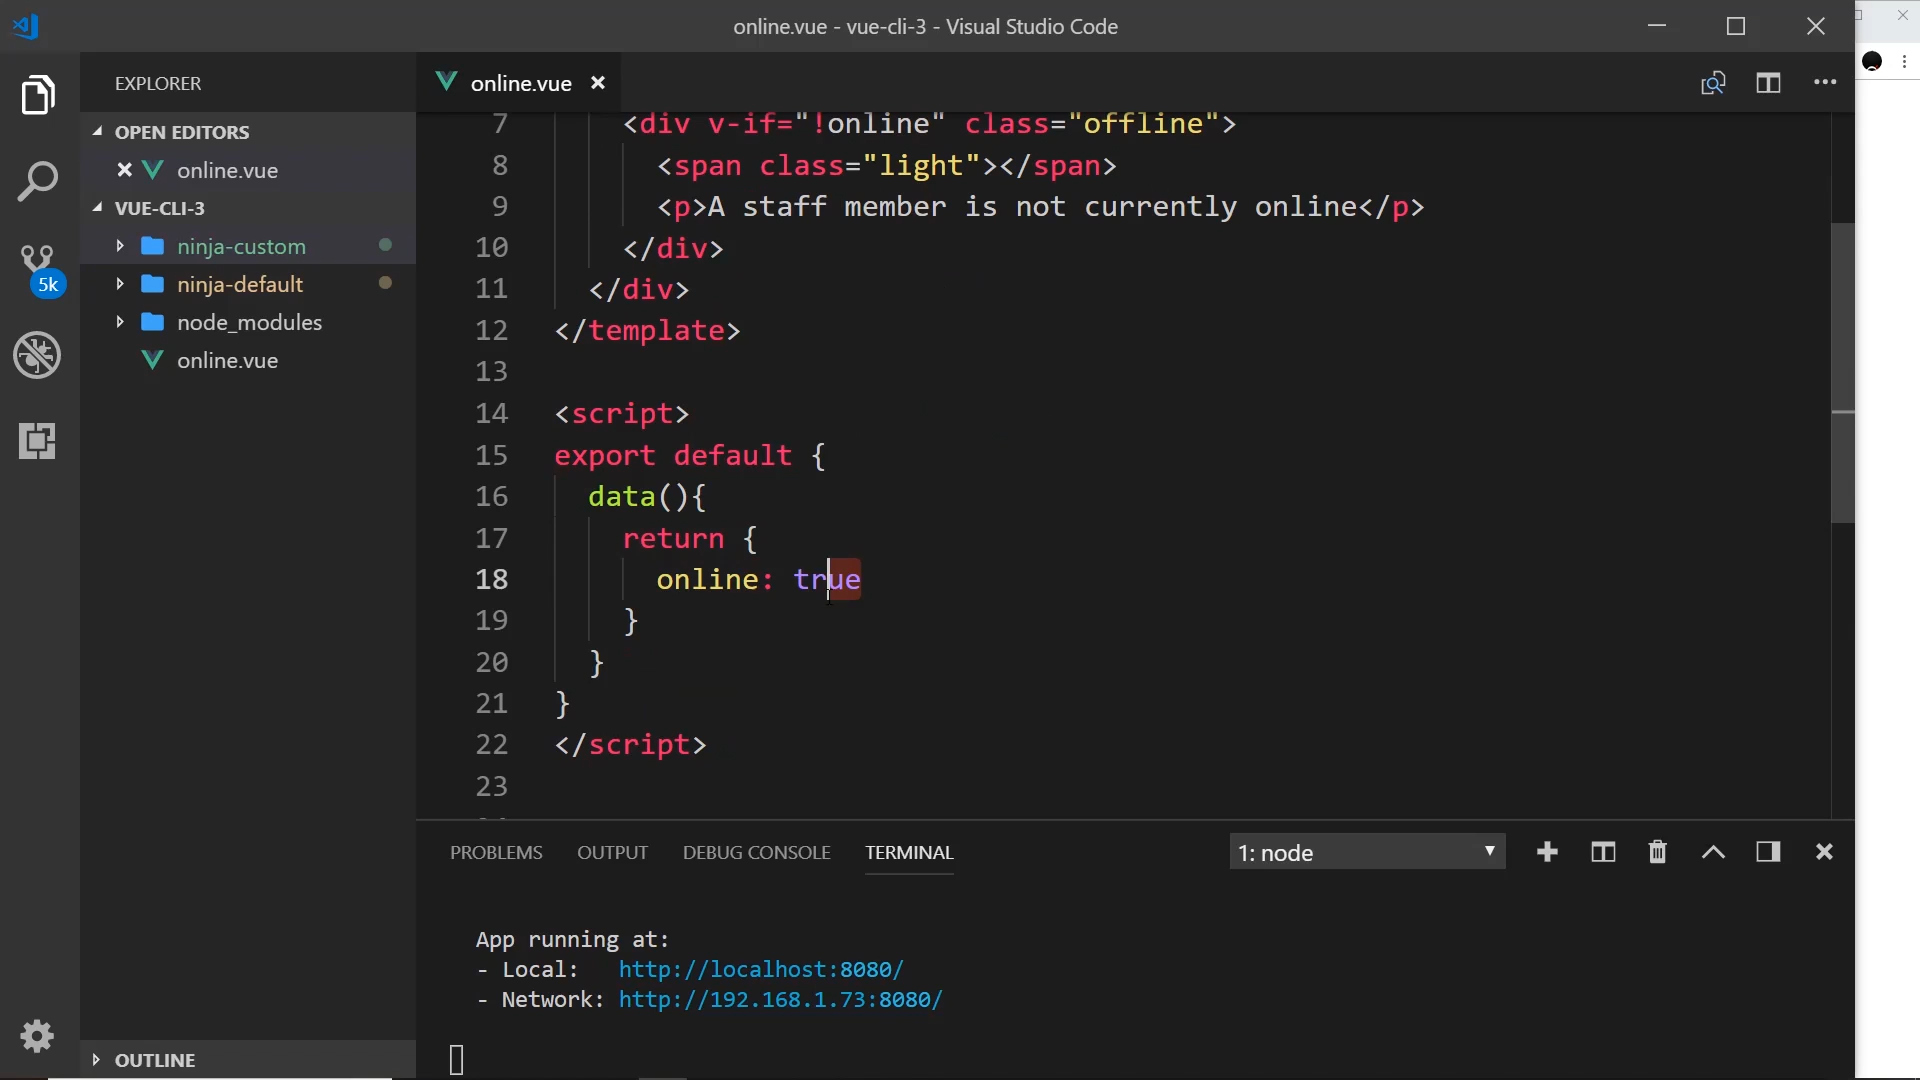 online.vue - vue-cli-3 - Visual Studio Code
EXPLORER
OPEN EDITORS
online.vue
VUE-CLI-3
ninja-custom
ninja-default
node_modules
online.vue
5k
OUTLINE
online.vue
7 <div v-if="!online" class="offline">
8 <span class="light"></span>
9 <p>A staff member is not currently online</p>
10 </div>
11 </div>
12 </template>
13
14 <script>
15 export default {
16 data(){
17 return {
18 online: true
19 }
20 }
21 }
22 </script>
23
PROBLEMS OUTPUT DEBUG CONSOLE TERMINAL 1: node
App running at:
- Local: http://localhost:8080/
- Network: http://192.168.1.73:8080/